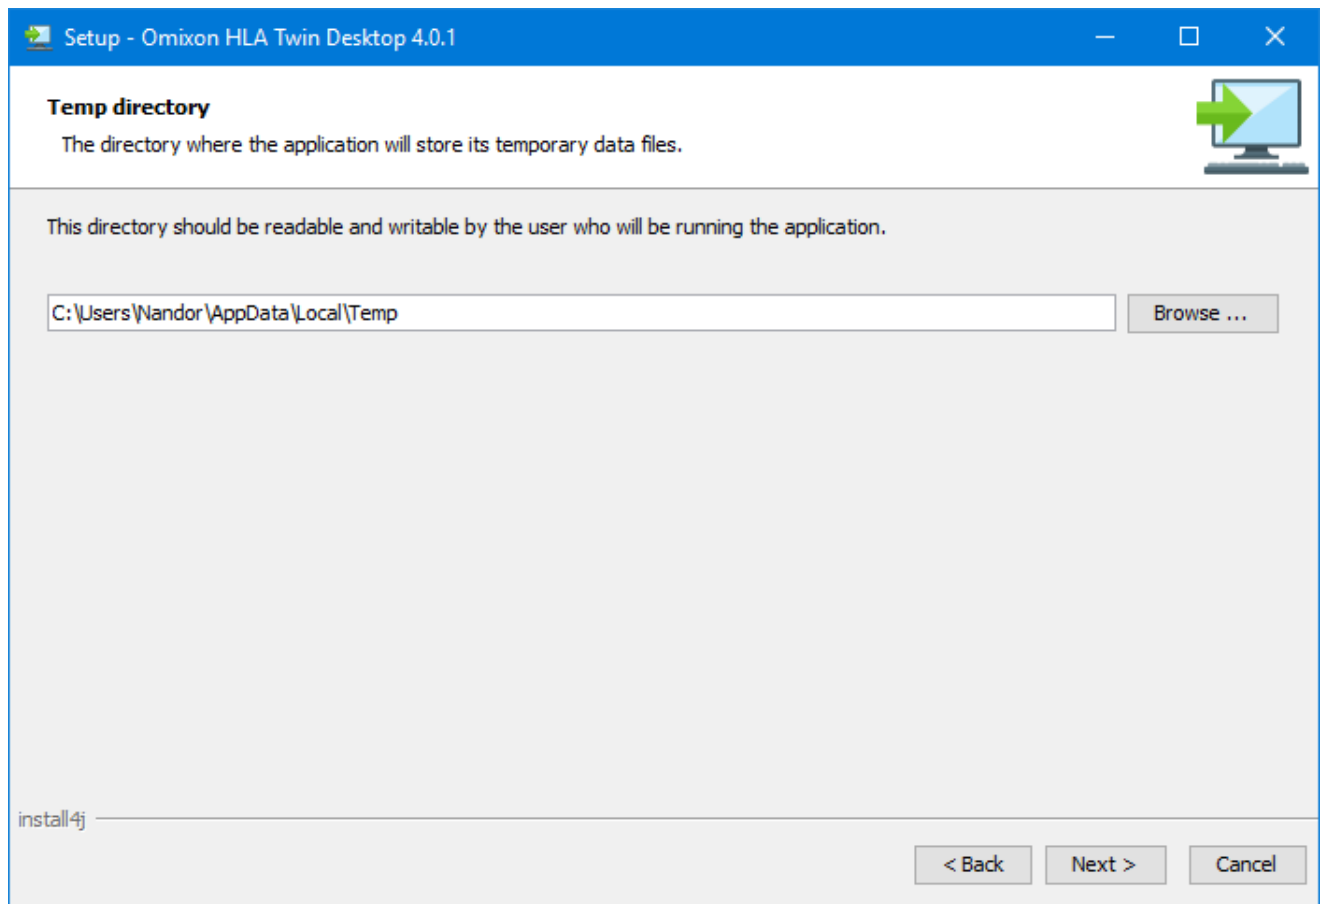 Setup - Omixon HLA Twin Desktop 4.0.1
Temp directory
The directory where the application will store its temporary data files.
This directory should be readable and writable by the user who will be running the application.
C:\Users\Nandor\AppData\Local\Temp
Browse ...
install4j
< Back
Next >
Cancel